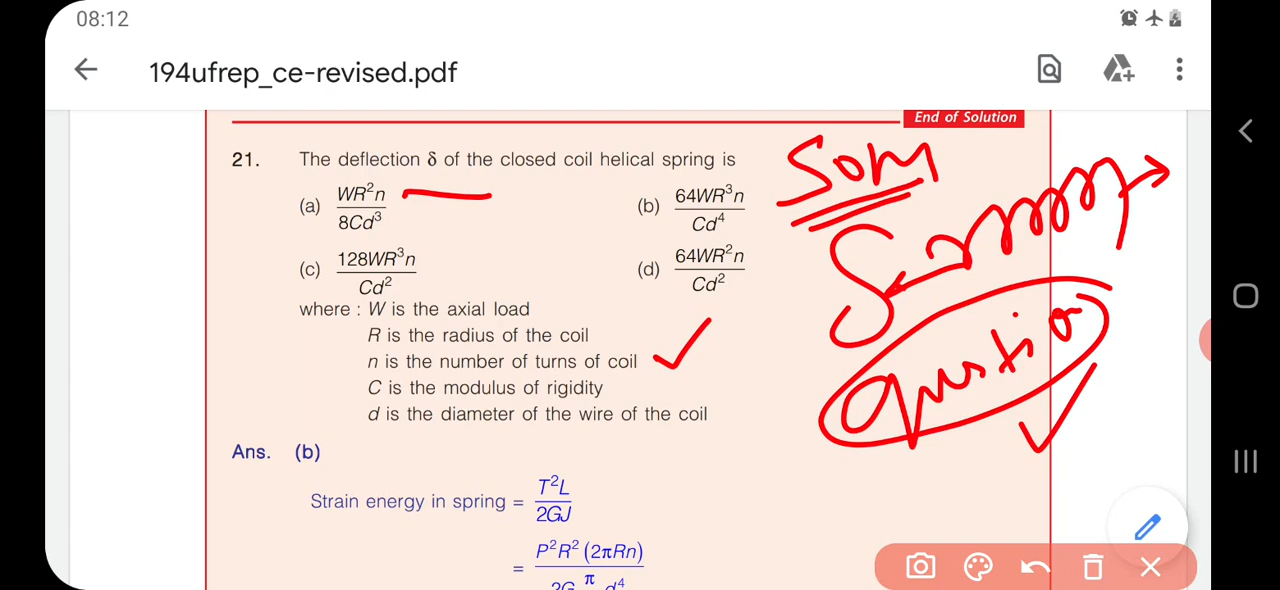 08:12
194ufrep_ce-revised.pdf
End of Solution
21. The deflection δ of the closed coil helical spring is
(a) WR²n / 8Cd³ (b) 64WR³n / Cd⁴
(c) 128WR³n / Cd² (d) 64WR²n / Cd²
where : W is the axial load
R is the radius of the coil
n is the number of turns of coil
C is the modulus of rigidity
d is the diameter of the wire of the coil
Ans. (b)
Strain energy in spring = T²L / 2GJ
= P²R² (2πRn) / 2G π d⁴
SOM